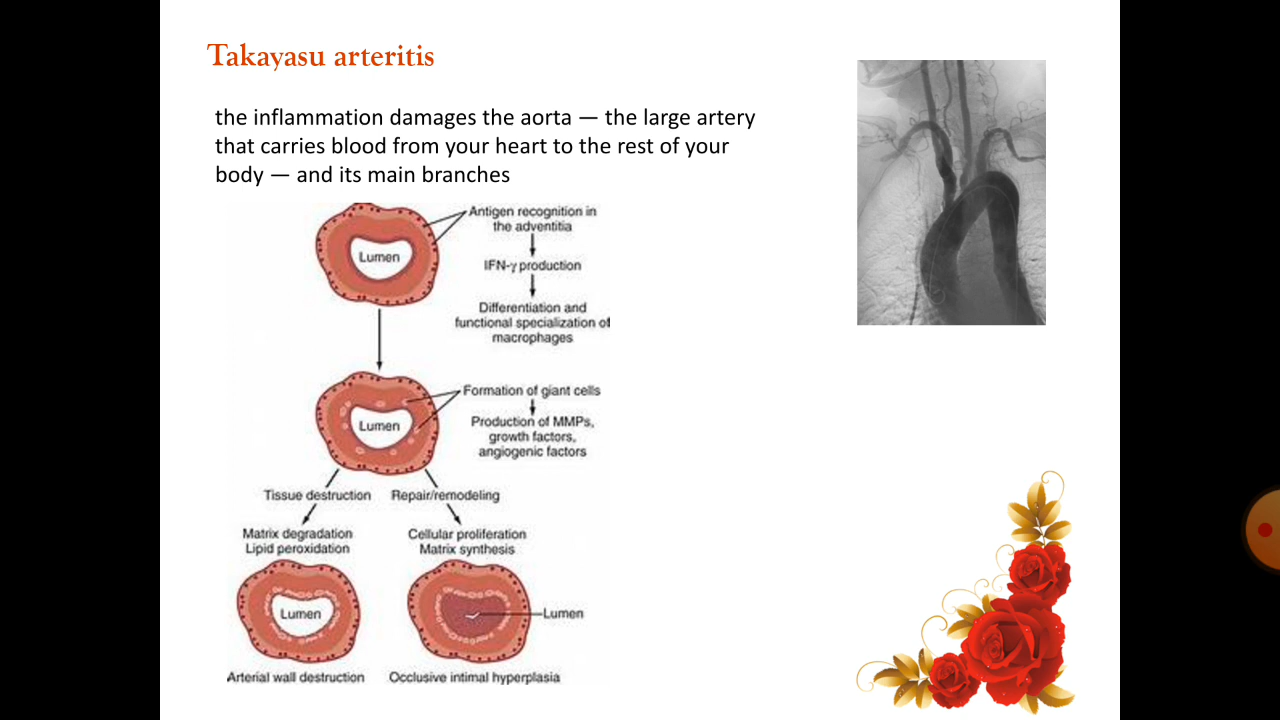 Takayasu arteritis
the inflammation damages the aorta — the large artery
that carries blood from your heart to the rest of your
body — and its main branches
Lumen
Antigen recognition in
the adventitia
IFN-γ production
Differentiation and
functional specialization of
macrophages
Lumen
Formation of giant cells
Production of MMPs,
growth factors,
angiogenic factors
Tissue destruction
Repair/remodeling
Matrix degradation
Lipid peroxidation
Cellular proliferation
Matrix synthesis
Lumen
Lumen
Arterial wall destruction
Occlusive intimal hyperplasia